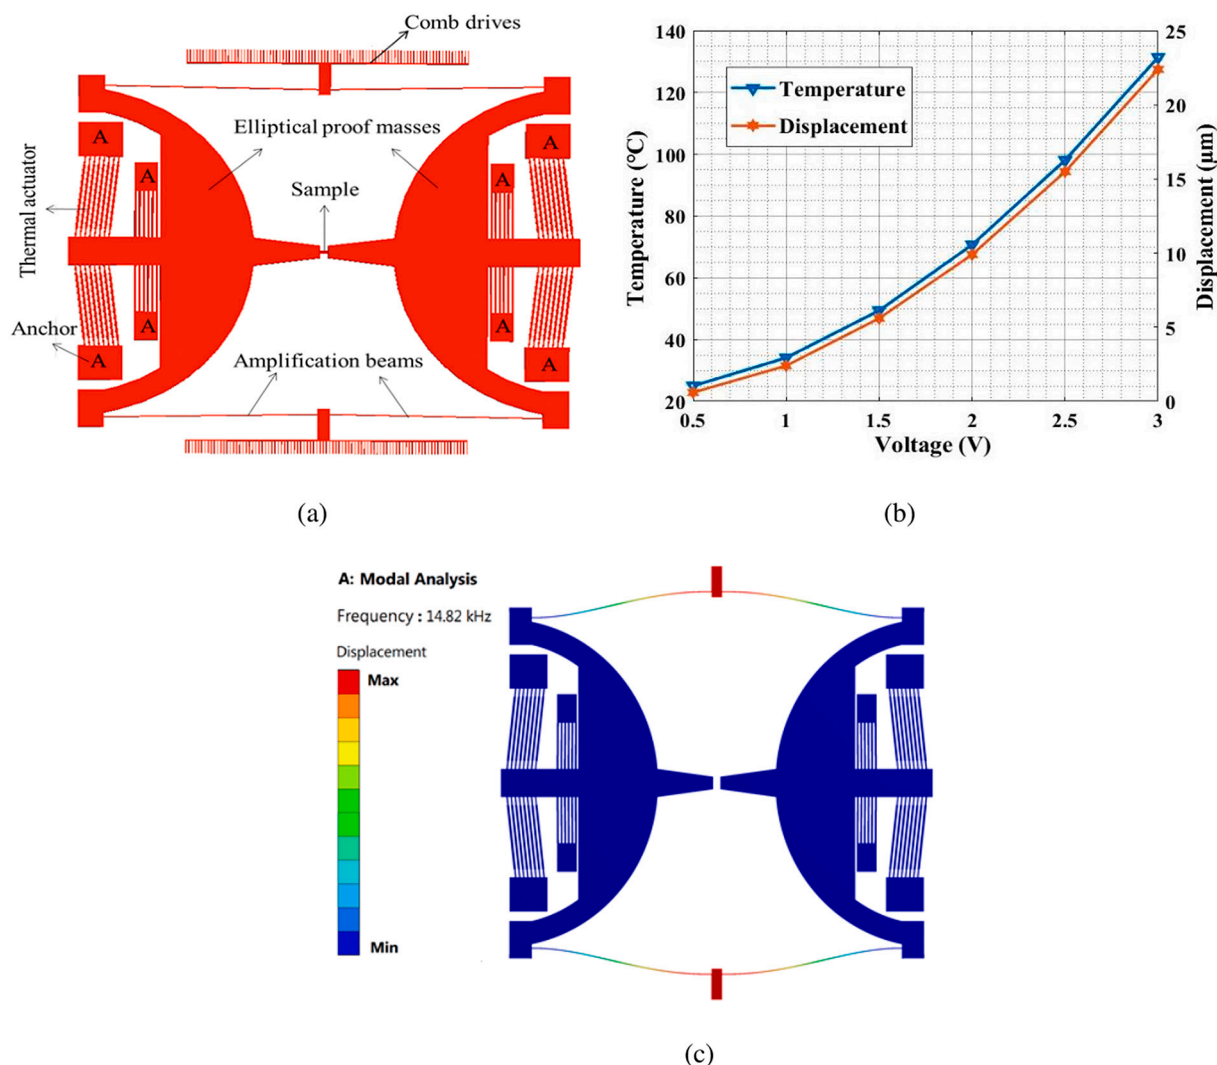 Comb drives
A
A
Elliptical proof masses
A
A
Sample
Thermal actuator
Anchor
A
A
A
A
Amplification beams
(a)
140
120
100
80
60
40
20
Temperature (°C)
Temperature
Displacement
25
20
15
10
5
0
Displacement (μm)
0.5 1 1.5 2 2.5 3
Voltage (V)
(b)
A: Modal Analysis
Frequency : 14.82 kHz
Displacement
Max
Min
(c)